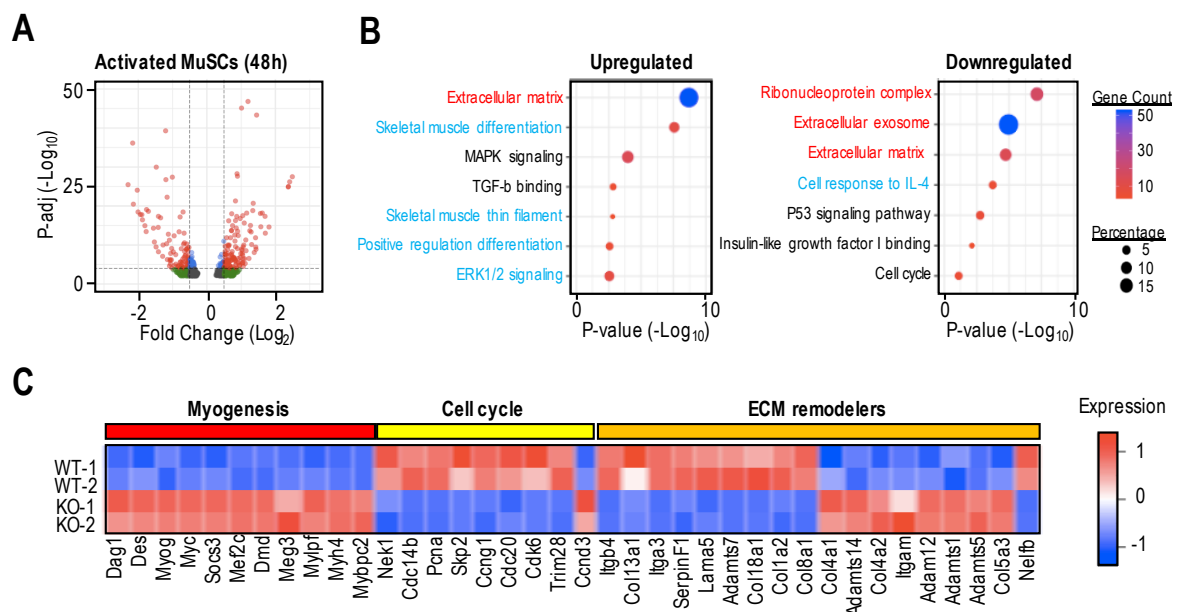 A
B
Activated MuSCs (48h)
50
25
0
P-adj (-Log10)
-2
0
2
Fold Change (Log2)
Upregulated
Extracellular matrix
Skeletal muscle differentiation
MAPK signaling
TGF-b binding
Skeletal muscle thin filament
Positive regulation differentiation
ERK1/2 signaling
0
10
P-value (-Log10)
Downregulated
Ribonucleoprotein complex
Extracellular exosome
Extracellular matrix
Cell response to IL-4
P53 signaling pathway
Insulin-like growth factor I binding
Cell cycle
0
10
P-value (-Log10)
Gene Count
50
30
10
Percentage
5
10
15
C
Myogenesis
Cell cycle
ECM remodelers
Expression
1
0
-1
WT-1
WT-2
KO-1
KO-2
Dag1
Des
Myog
Myc
Socs3
Mef2c
Dmd
Meg3
Mylpf
Myh4
Mybpc2
Nek1
Cdc14b
Pcna
Skp2
Ccng1
Cdc20
Cdk6
Trim28
Ccnd3
Itgb4
Col13a1
Itga3
SerpinF1
Lama5
Adamts7
Col18a1
Col1a2
Col8a1
Col4a1
Adamts14
Col4a2
Itgam
Adam12
Adamts1
Adamts5
Col5a3
Nelfb